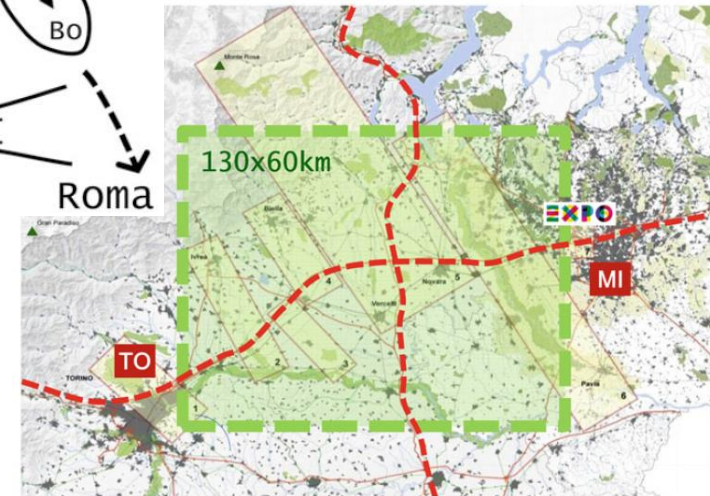 Bo
Roma
Monte Rosa
130x60km
EXPO
Gran Paradiso
Biella
Ivrea
MI
4
Novara
5
Vercelli
TO
TORINO
2
3
Pavia
6
1